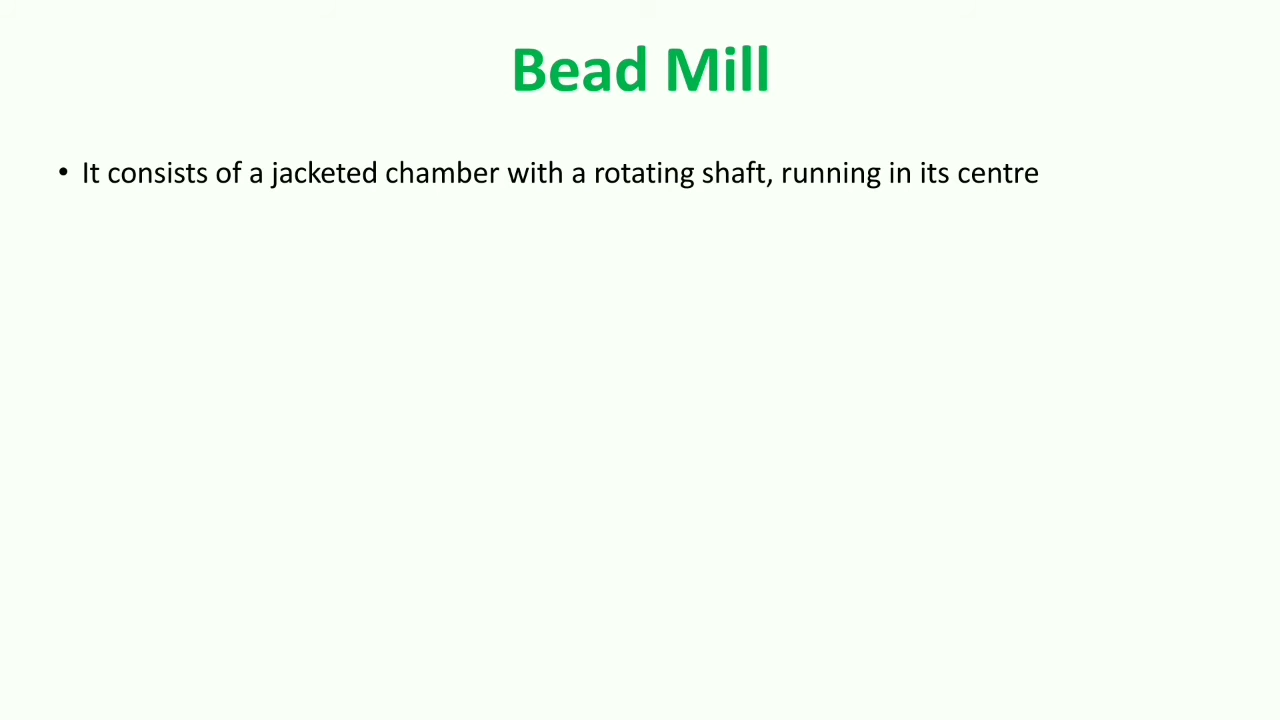 Bead Mill
• It consists of a jacketed chamber with a rotating shaft, running in its centre